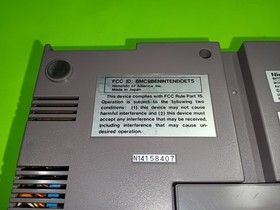 FCC ID: BMC9BENINTENDOETS
Nintendo of America Inc.
Made in Japan
This device complies with FCC Rule Part 15.
Operation is subject to the following two
conditions: (1) this device may not cause
harmful interference and (2) this device must
accept any interference that may be received,
including interference that may cause un-
desired operation.
N14158407